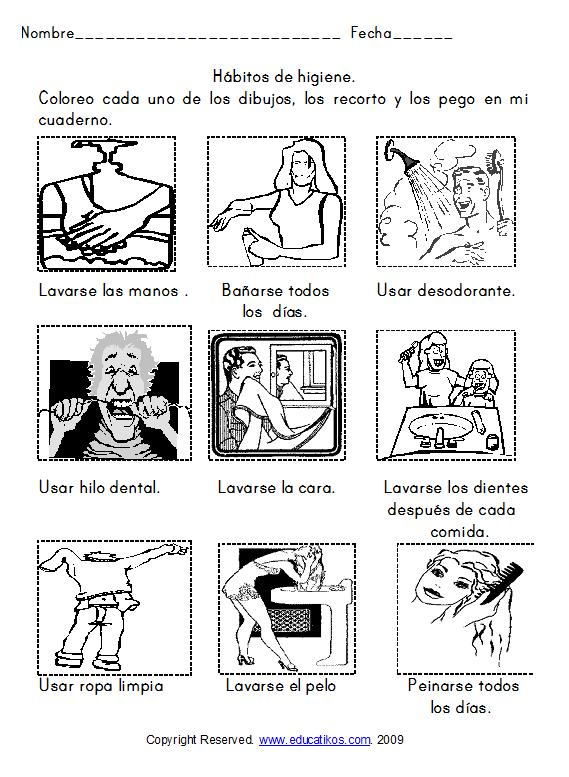 Nombre__________________________ Fecha______
Hábitos de higiene.
Coloreo cada uno de los dibujos, los recorto y los pego en mi
cuaderno.
Lavarse las manos .
Bañarse todos
los días.
Usar desodorante.
Usar hilo dental.
Lavarse la cara.
Lavarse los dientes
después de cada
comida.
Usar ropa limpia
Lavarse el pelo
Peinarse todos
los días.
Copyright Reserved. www.educatikos.com. 2009